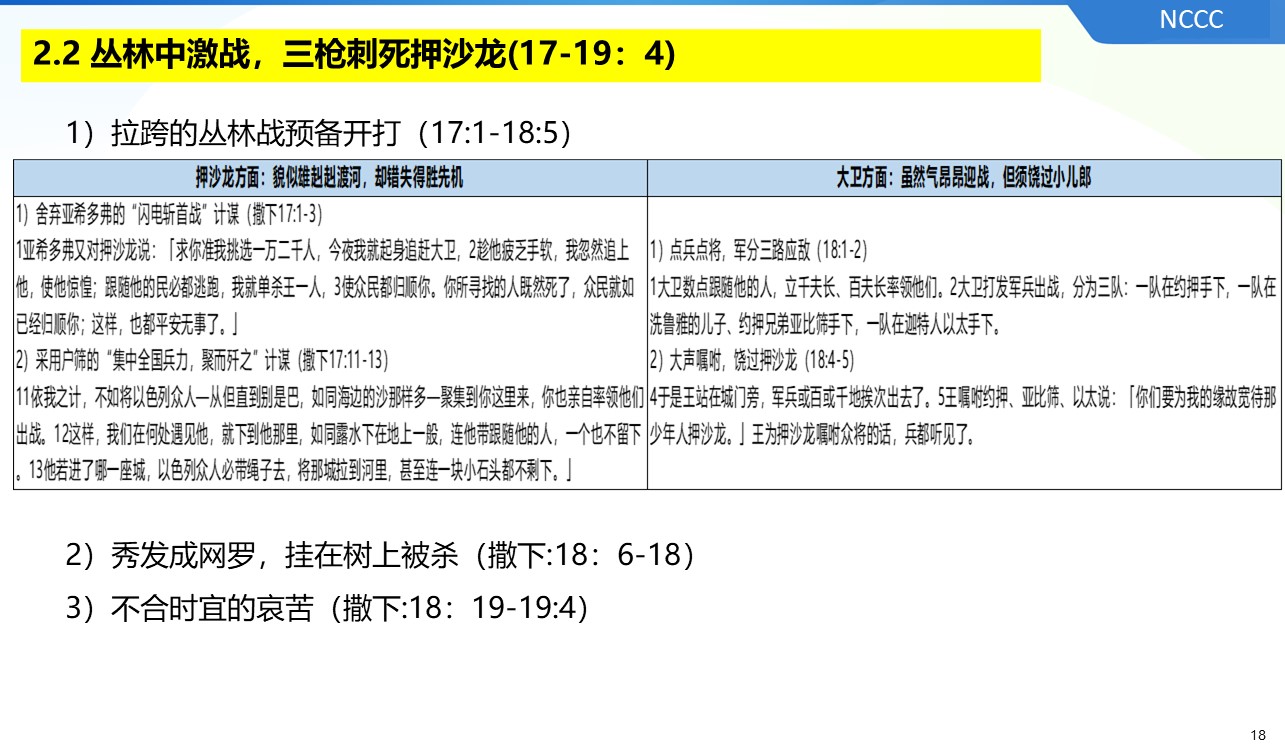 NCCC
2.2 丛林中激战，三枪刺死押沙龙(17-19：4)
1）拉跨的丛林战预备开打（17:1-18:5）
押沙龙方面：貌似雄赳赳渡河，却错失得胜先机
1）舍弃亚希多弗的“闪电斩首战”计谋（撒下17:1-3）
1亚希多弗又对押沙龙说：「求你准我挑选一万二千人，今夜我就起身追赶大卫，2趁他疲乏手软，我忽然追上
他，使他惊惶；跟随他的民必都逃跑，我就单杀王一人，3使众民都归顺你。你所寻找的人既然死了，众民就如
已经归顺你；这样，也都平安无事了。」
2）采用户筛的“集中全国兵力，聚而歼之”计谋（撒下17:11-13）
11依我之计，不如将以色列众人—从但直到别是巴，如同海边的沙那样多—聚集到你这里来，你也亲自率领他们
出战。12这样，我们在何处遇见他，就下到他那里，如同露水下在地上一般，连他带跟随他的人，一个也不留下
。13他若进了哪一座城，以色列众人必带绳子去，将那城拉到河里，甚至连一块小石头都不剩下。」
大卫方面：虽然气昂昂迎战，但须饶过小儿郎
1）点兵点将，军分三路应敌（18:1-2）
1大卫数点跟随他的人，立千夫长、百夫长率领他们。2大卫打发军兵出战，分为三队：一队在约押手下，一队在
洗鲁雅的儿子、约押兄弟亚比筛手下，一队在迦特人以太手下。
2）大声嘱咐，饶过押沙龙（18:4-5）
4于是王站在城门旁，军兵或百或千地挨次出去了。5王嘱咐约押、亚比筛、以太说：「你们要为我的缘故宽待那
少年人押沙龙。」王为押沙龙嘱咐众将的话，兵都听见了。
2）秀发成网罗，挂在树上被杀（撒下:18：6-18）
3）不合时宜的哀苦（撒下:18：19-19:4）
18